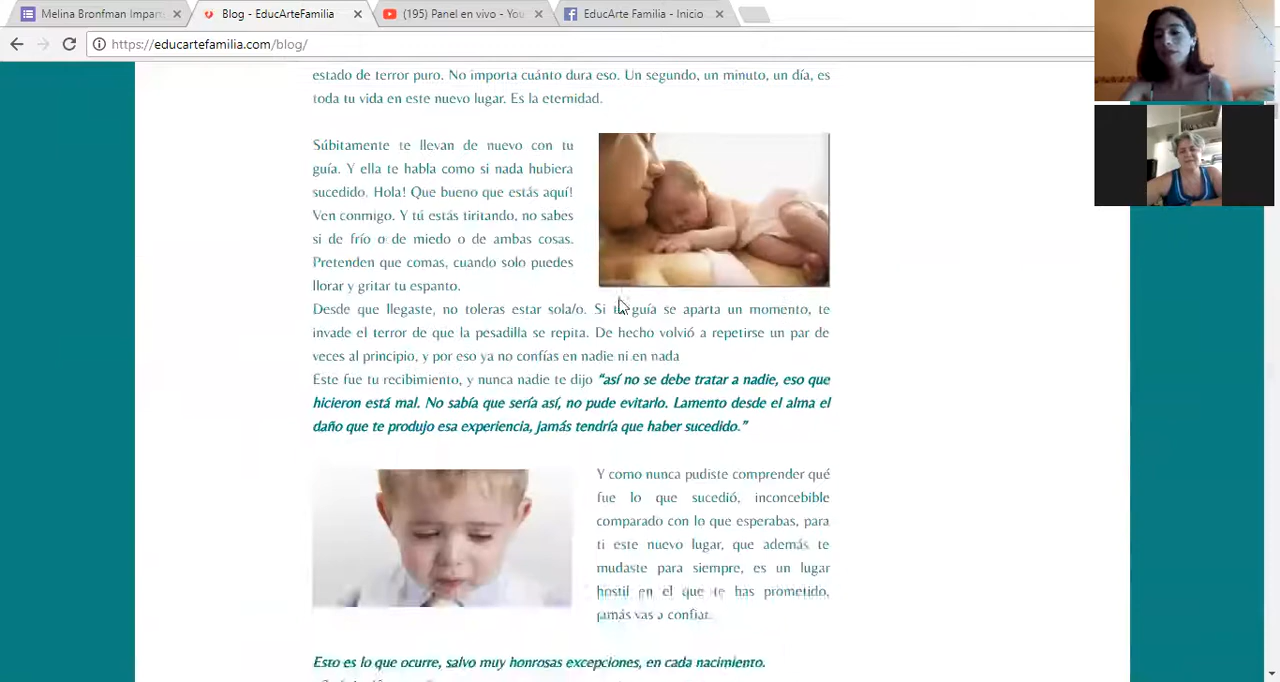 Melina Bronfman Impam
Blog - EducArteFamilia
(195) Panel en vivo - You
EducArte Familia - Inicio
https://educartefamilia.com/blog/
estado de terror puro. No importa cuánto dura eso. Un segundo, un minuto, un día, es
toda tu vida en este nuevo lugar. Es la eternidad.
Súbitamente te llevan de nuevo con tu
guía. Y ella te habla como si nada hubiera
sucedido. Hola! Que bueno que estás aquí!
Ven conmigo. Y tú estás tiritando, no sabes
si de frío o de miedo o de ambas cosas.
Pretenden que comas, cuando solo puedes
llorar y gritar tu espanto.
Desde que llegaste, no toleras estar sola/o. Si tu guía se aparta un momento, te
invade el terror de que la pesadilla se repita. De hecho volvió a repetirse un par de
veces al principio, y por eso ya no confías en nadie ni en nada
Este fue tu recibimiento, y nunca nadie te dijo “así no se debe tratar a nadie, eso que
hicieron está mal. No sabía que sería así, no pude evitarlo. Lamento desde el alma el
daño que te produjo esa experiencia, jamás tendría que haber sucedido.”
Y como nunca pudiste comprender qué
fue lo que sucedió, inconcebible
comparado con lo que esperabas, para
ti este nuevo lugar, que además te
mudaste para siempre, es un lugar
hostil en el que te has prometido,
jamás vas a confiar.
Esto es lo que ocurre, salvo muy honrosas excepciones, en cada nacimiento.